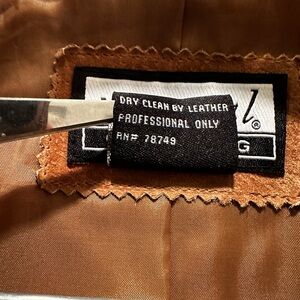 DRY CLEAN BY LEATHER
PROFESSIONAL ONLY
RN# 78749
l®
G